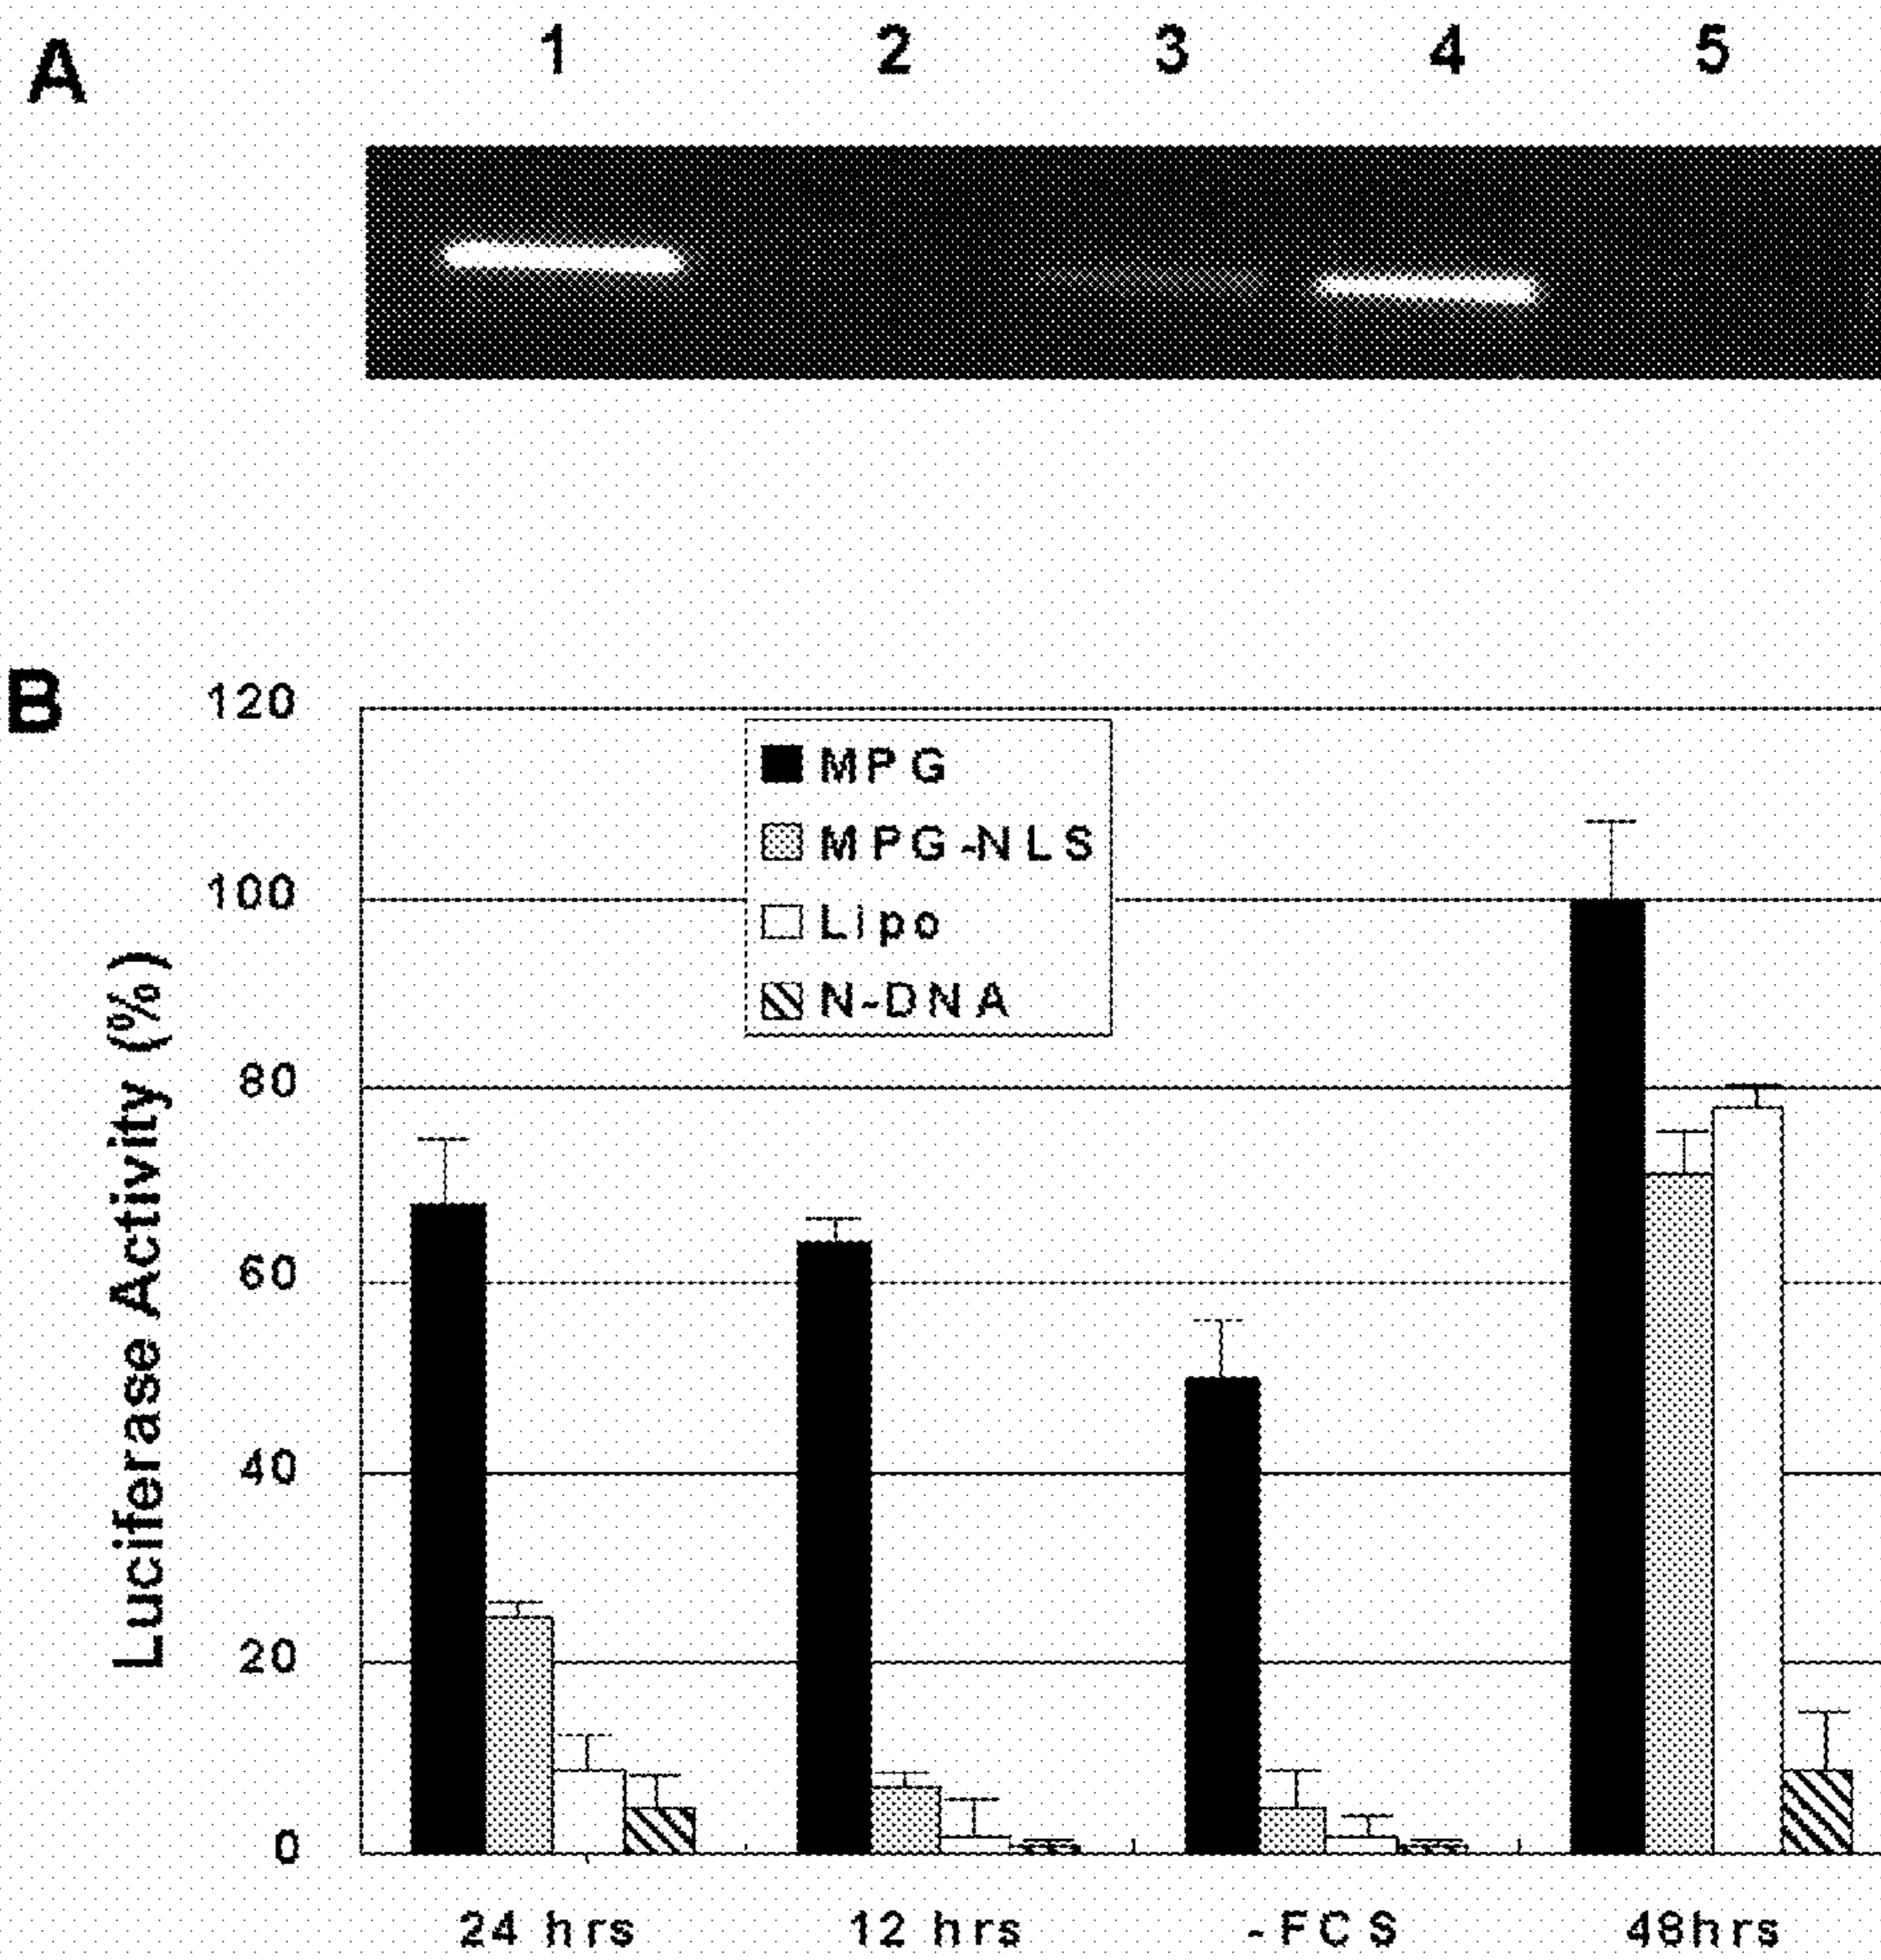 A
1 2 3 4 5
B
120
100
80
60
40
20
0
Luciferase Activity (%)
MPG
MPG-NLS
Lipo
N-DNA
24 hrs 12 hrs -FCS 48hrs